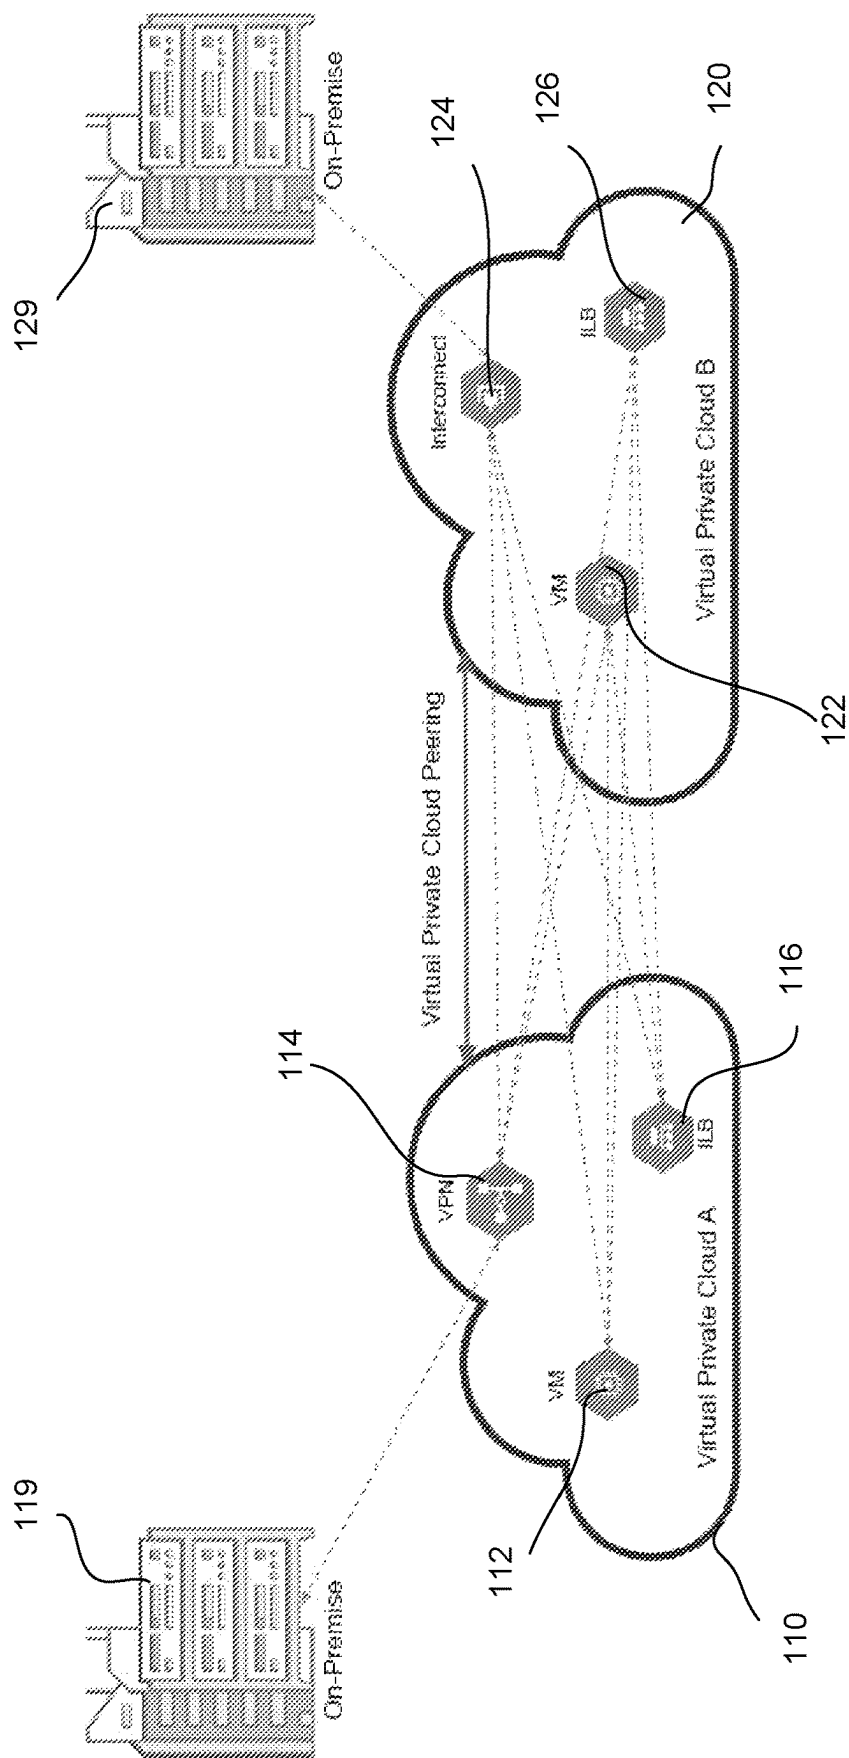 119
129
On-Premise
On-Premise
Virtual Private Cloud Peering
114
124
VPN
Interconnect
126
VM
VM
ILB
120
112
ILB
116
122
Virtual Private Cloud A
Virtual Private Cloud B
110